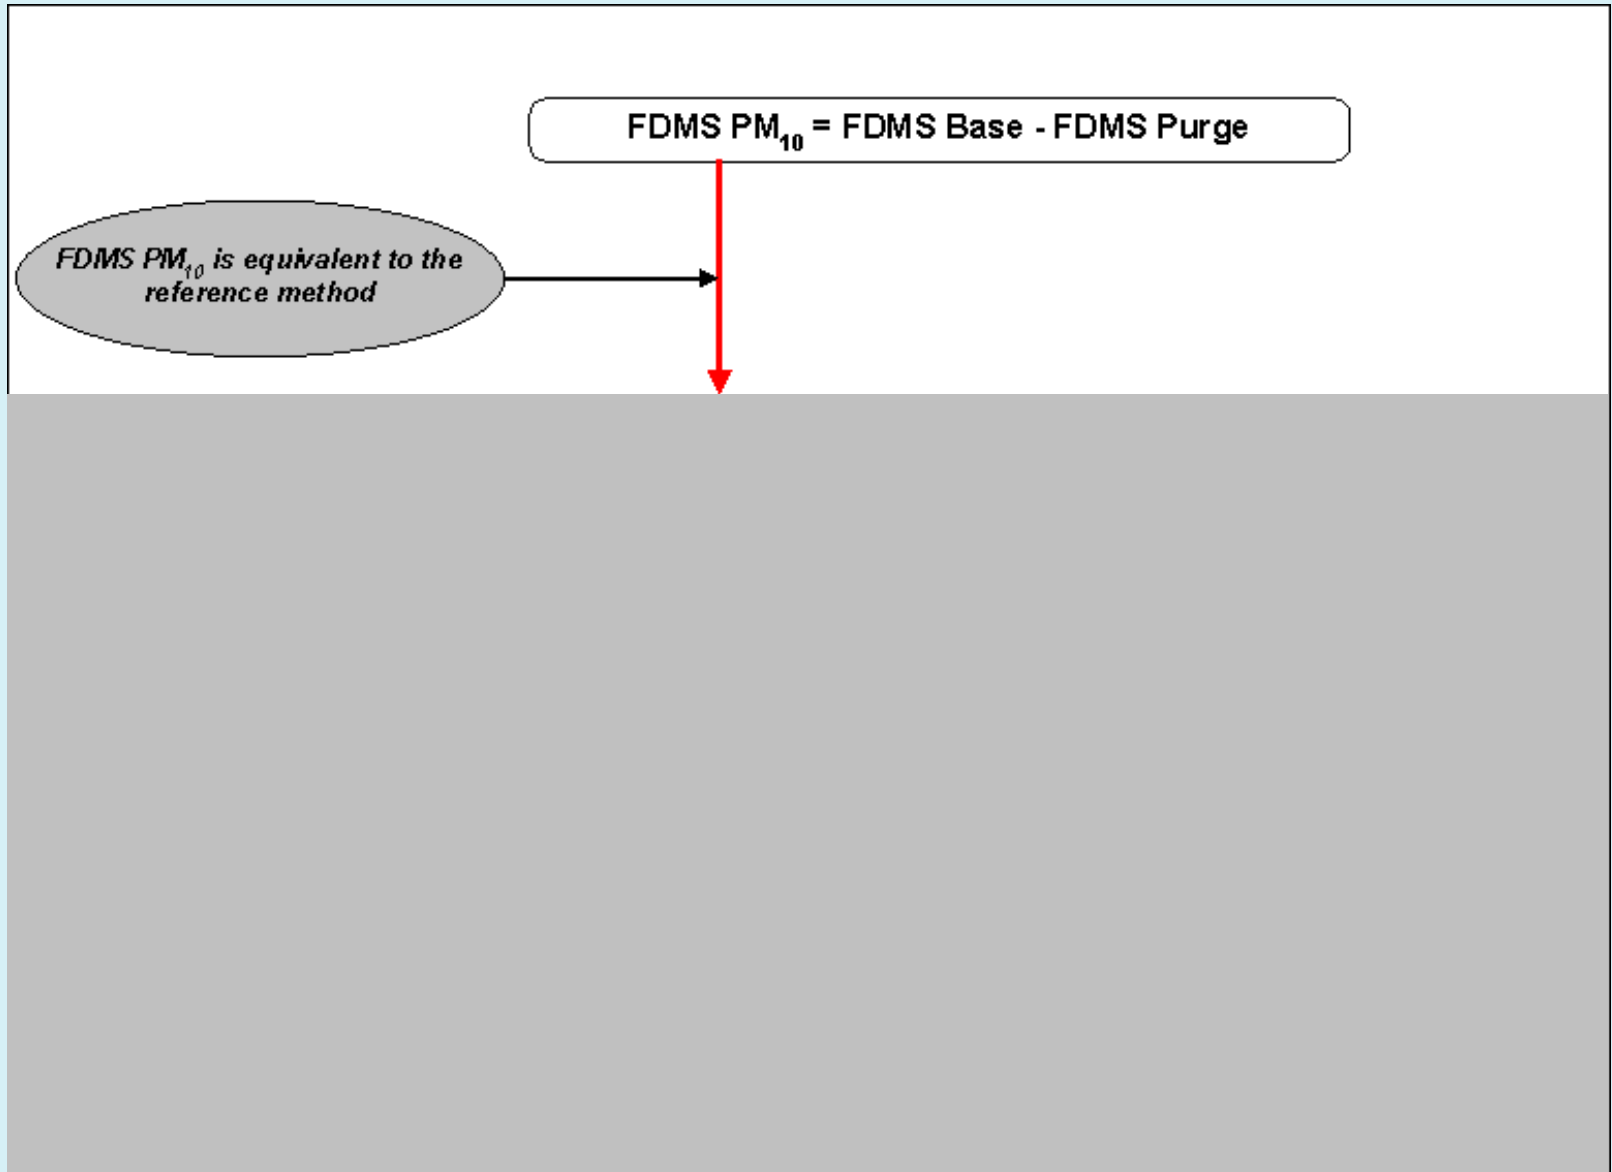 FDMS PM₁₀ = FDMS Base - FDMS Purge
FDMS PM₁₀ is equivalent to the
reference method